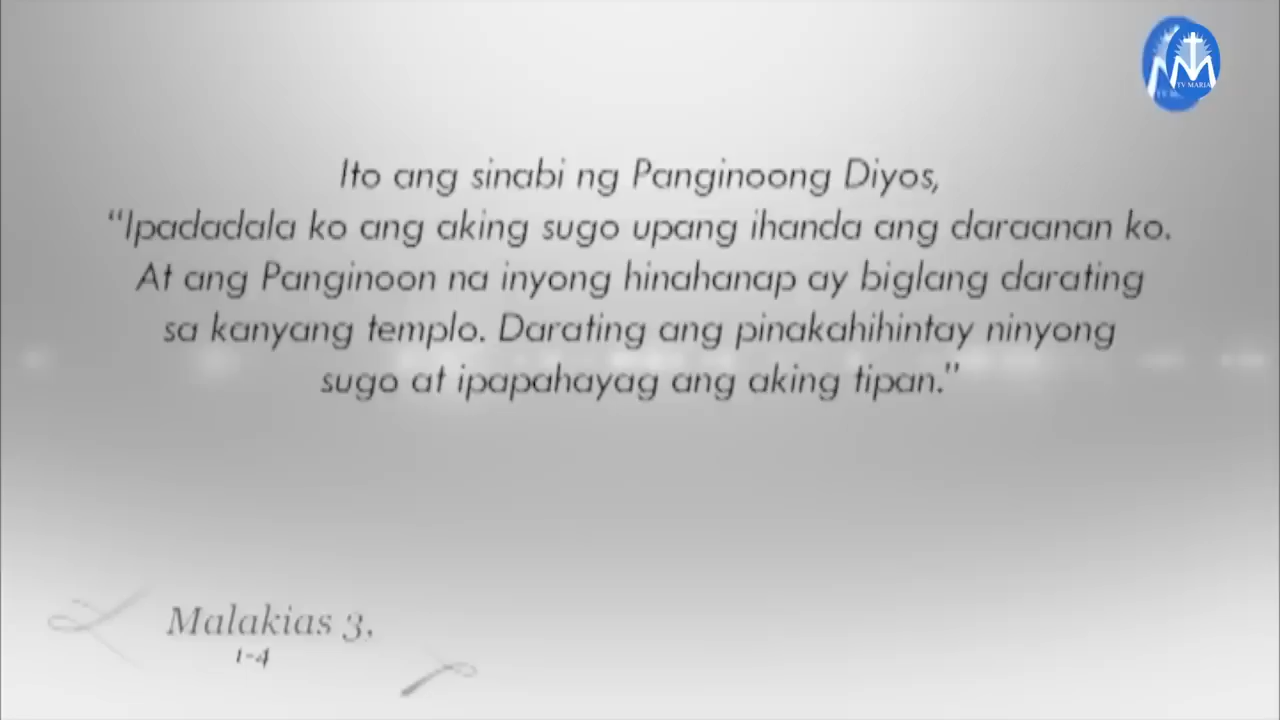 TV MARIA
Ito ang sinabi ng Panginoong Diyos,
“Ipadadala ko ang aking sugo upang ihanda ang daraanan ko.
At ang Panginoon na inyong hinahanap ay biglang darating
sa kanyang templo. Darating ang pinakahihintay ninyong
sugo at ipapahayag ang aking tipan.”
Malakias 3,
1-4